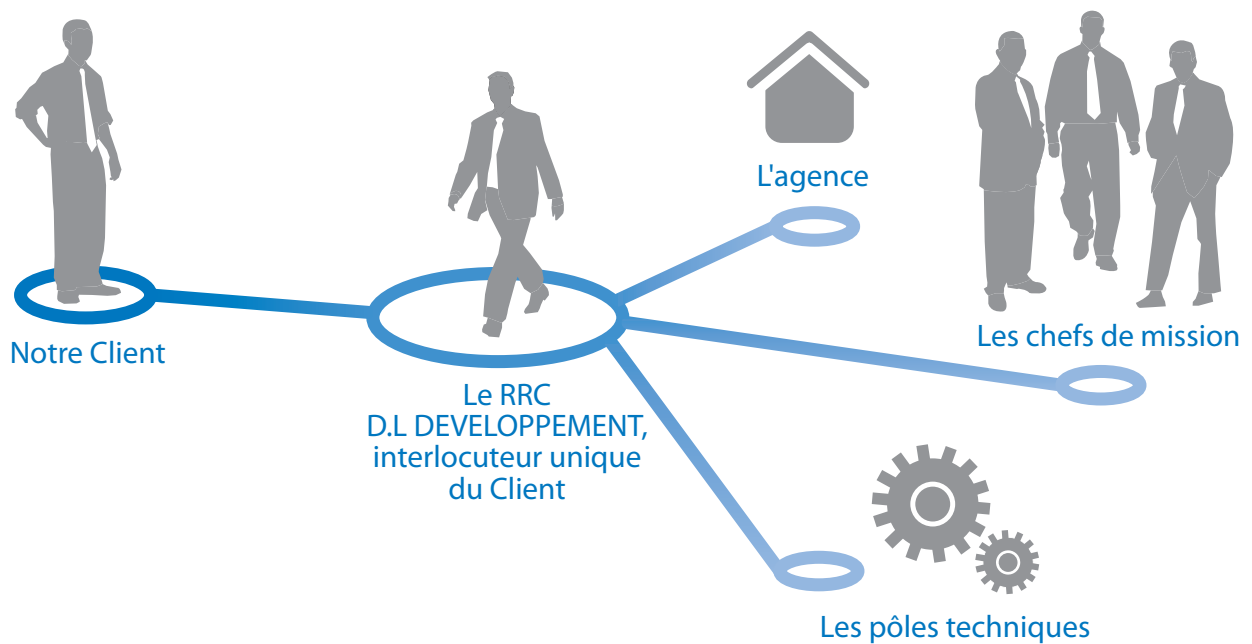 L'agence
Les chefs de mission
Notre Client
Le RRC
D.L DEVELOPPEMENT,
interlocuteur unique
du Client
Les pôles techniques